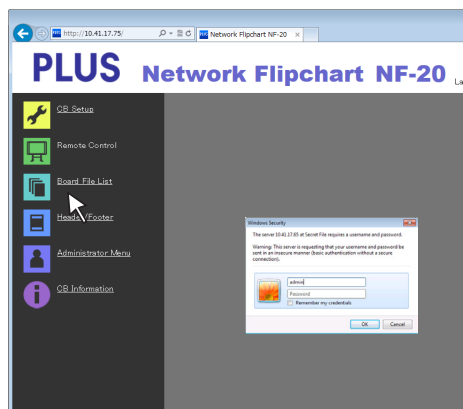 http://10.41.17.75/
Network Flipchart NF-20
PLUS Network Flipchart NF-20
La
CB Setup
Remote Control
Board File List
Header/Footer
Administrator Menu
CB Information
Windows Security
The server 10.41.17.65 at Secret File requires a username and password.
Warning: This server is requesting that your username and password be
sent in an insecure manner (basic authentication without a secure
connection).
admin
Password
Remember my credentials
OK Cancel